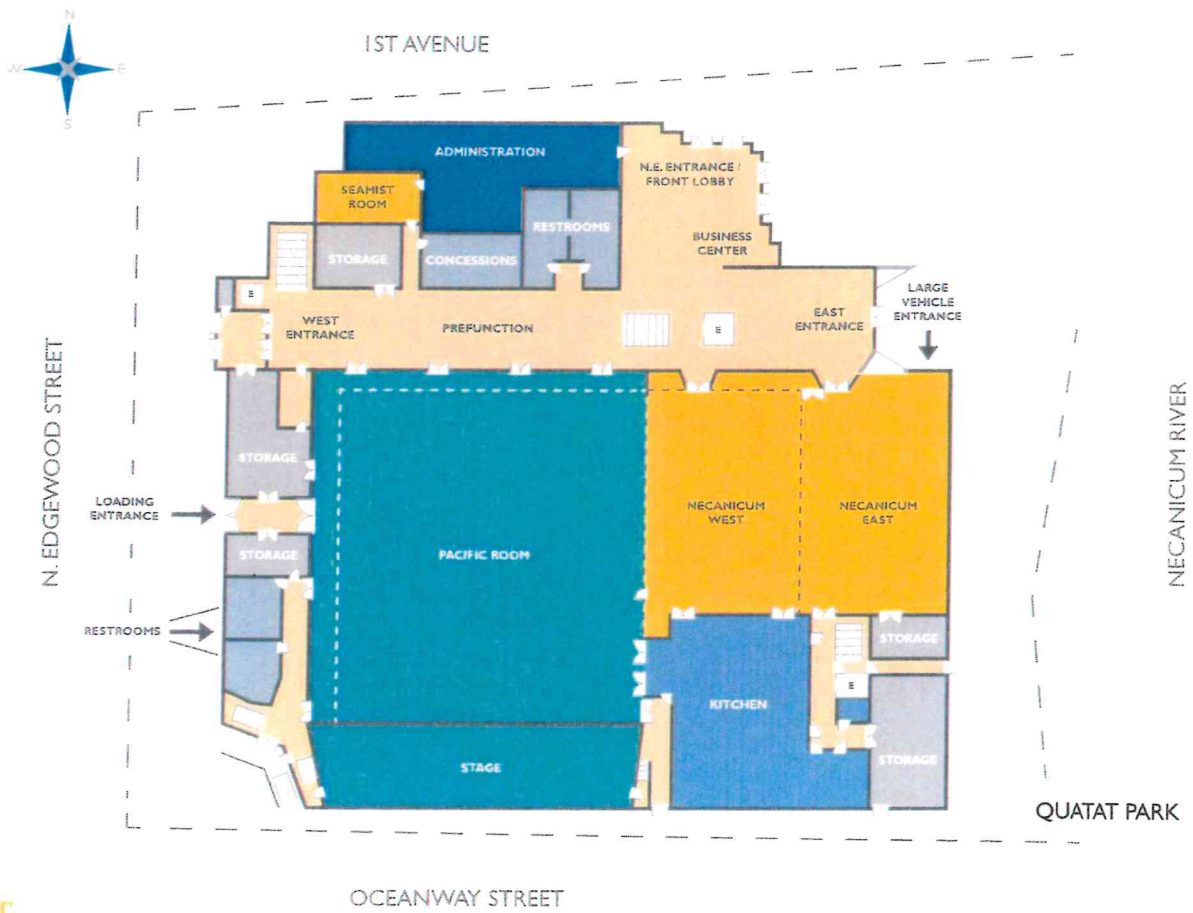 N
W E
S
1ST AVENUE
ADMINISTRATION
N.E. ENTRANCE /
FRONT LOBBY
SEAMIST
ROOM
RESTROOMS
BUSINESS
CENTER
STORAGE
CONCESSIONS
E
WEST
ENTRANCE
PREFUNCTION
E
EAST
ENTRANCE
LARGE
VEHICLE
ENTRANCE
N. EDGEWOOD STREET
NECANICUM RIVER
STORAGE
LOADING
ENTRANCE
NECANICUM
WEST
NECANICUM
EAST
STORAGE
PACIFIC ROOM
RESTROOMS
STORAGE
E
KITCHEN
STAGE
STORAGE
QUATAT PARK
OCEANWAY STREET